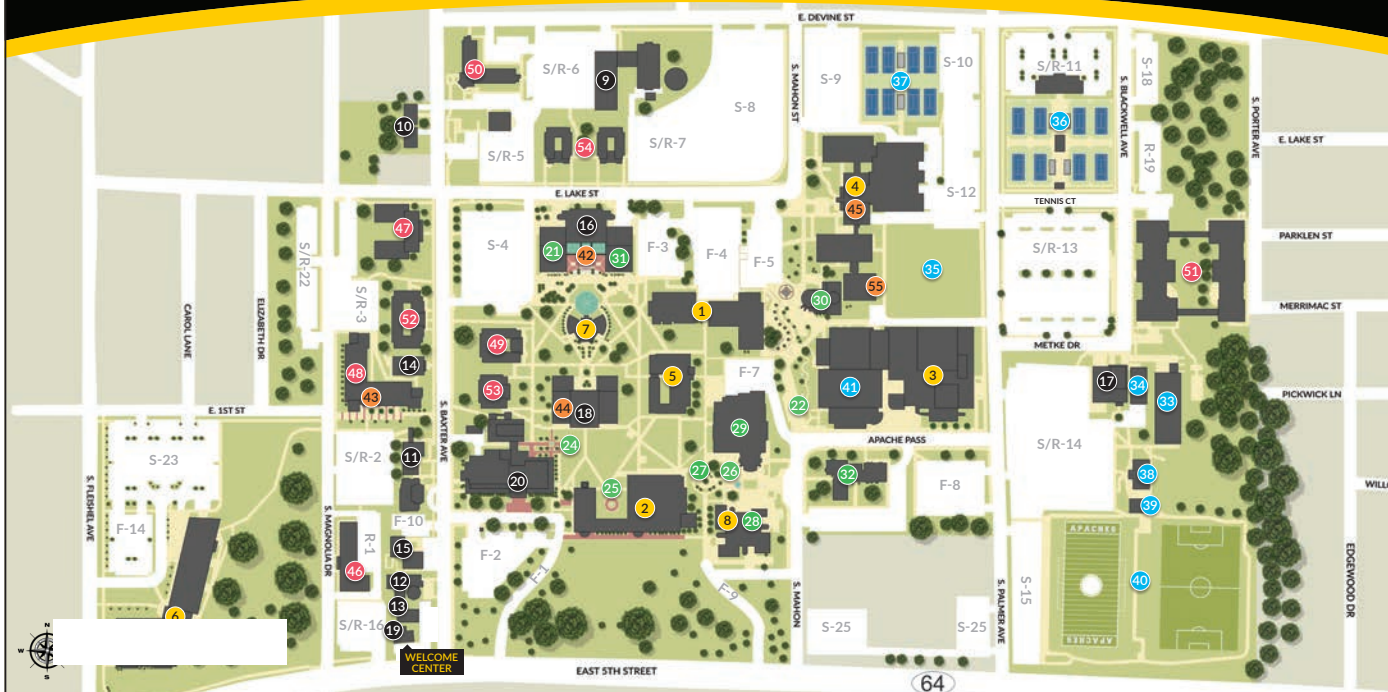 E. DEVINE ST
50
S/R-6
9
S-9
37
S-10
S/R-11
S-18
S. MAHON ST
S. BLACKWELL AVE
S. PORTER AVE
10
S/R-5
54
S/R-7
S-8
36
R-19
E. LAKE ST
E. LAKE ST
4
45
S-12
TENNIS CT
47
S/R-22
S-4
16
21
42
31
F-3
F-4
F-5
35
S/R-13
PARKLEN ST
51
55
30
CAROL LANE
ELIZABETH DR
S/R-3
52
7
1
MERRIMAC ST
METKE DR
49
14
48
43
53
5
F-7
41
3
17
34
33
PICKWICK LN
E. 1ST ST
44
18
22
29
APACHE PASS
S. BAXTER AVE
24
S-23
S/R-2
11
20
25
27
26
32
F-8
S/R-14
38
39
S. FLEISHEL AVE
S. MAGNOLIA DR
F-14
F-10
2
8
28
R-1
15
46
12
13
19
F-2
F-1
F-9
S. MAHON
S. PALMER AVE
S-15
APACHES
40
APACHES
EDGEWOOD DR
6
S/R-16
S-25
S-25
N
W
S
WELCOME
CENTER
EAST 5TH STREET
64